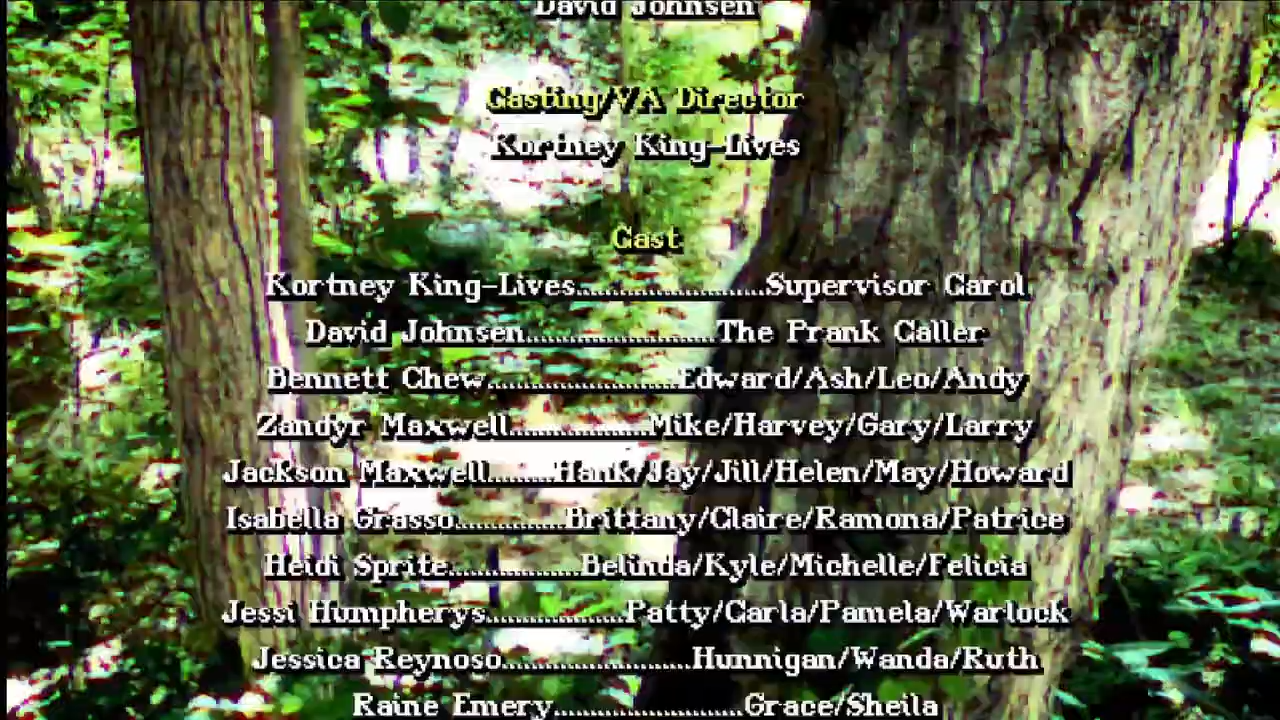 David Johnsen
Casting/VA Director
Kortney King-Lives
Cast
Kortney King-Lives..........................Supervisor Carol
David Johnsen..........................The Prank Caller
Bennett Chew..........................Edward/Ash/Leo/Andy
Zandyr Maxwell...................Mike/Harvey/Gary/Larry
Jackson Maxwell.........Hank/Jay/Jill/Helen/May/Howard
Isabella Grasso...............Brittany/Claire/Ramona/Patrice
Heidi Sprite..................Belinda/Kyle/Michelle/Felicia
Jessi Humpherys...................Patty/Carla/Pamela/Warlock
Jessica Reynoso..........................Hunnigan/Wanda/Ruth
Raine Emery..........................Grace/Sheila